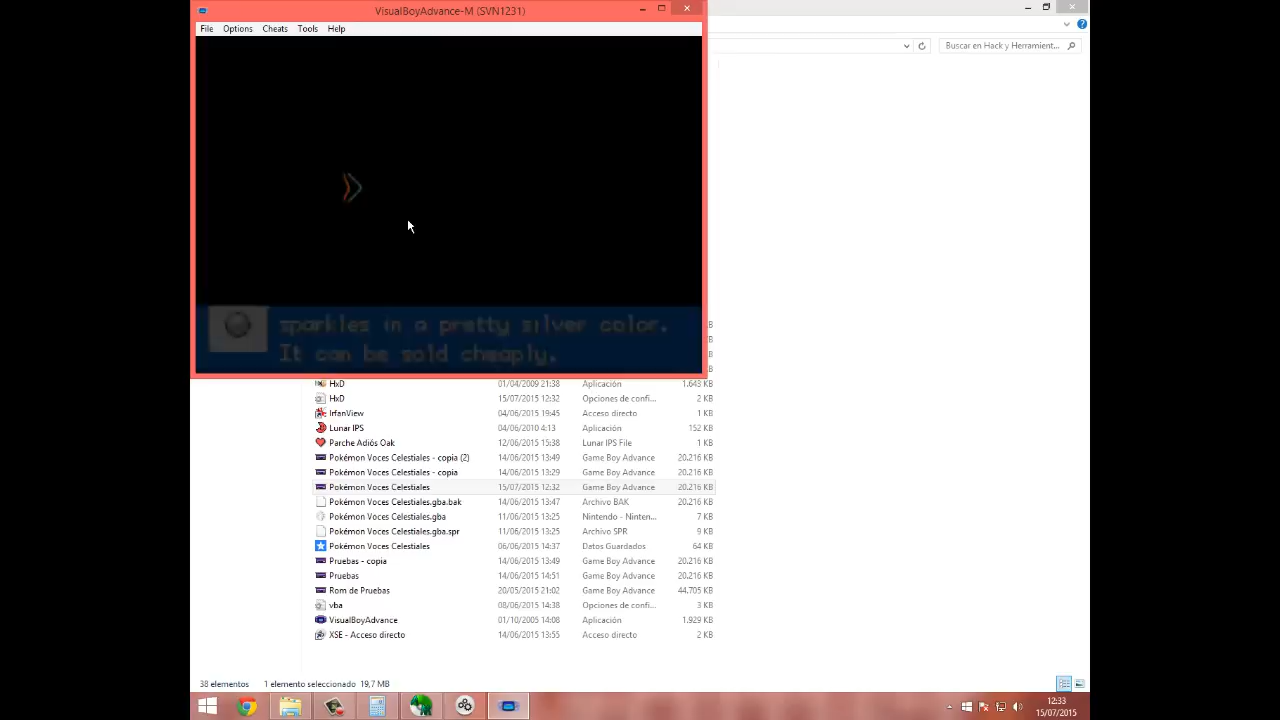 VisualBoyAdvance-M (SVN1231)
File Options Cheats Tools Help
Buscar en Hack y Herramient...
sparkles in a pretty silver color.
It can be sold cheaply.
KB
KB
KB
KB
HxD 01/04/2009 21:38 Aplicación 1.643 KB
HxD 15/07/2015 12:32 Opciones de confi... 2 KB
IrfanView 04/06/2015 19:45 Acceso directo 1 KB
Lunar IPS 04/06/2010 4:13 Aplicación 152 KB
Parche Adiós Oak 12/06/2015 15:38 Lunar IPS File 1 KB
Pokémon Voces Celestiales - copia (2) 14/06/2015 13:49 Game Boy Advance 20.216 KB
Pokémon Voces Celestiales - copia 14/06/2015 13:29 Game Boy Advance 20.216 KB
Pokémon Voces Celestiales 15/07/2015 12:32 Game Boy Advance 20.216 KB
Pokémon Voces Celestiales.gba.bak 14/06/2015 13:47 Archivo BAK 20.216 KB
Pokémon Voces Celestiales.gba 11/06/2015 13:25 Nintendo - Ninten... 7 KB
Pokémon Voces Celestiales.gba.spr 11/06/2015 13:25 Archivo SPR 9 KB
Pokémon Voces Celestiales 06/06/2015 14:37 Datos Guardados 64 KB
Pruebas - copia 14/06/2015 13:49 Game Boy Advance 20.216 KB
Pruebas 14/06/2015 14:51 Game Boy Advance 20.216 KB
Rom de Pruebas 20/05/2015 21:02 Game Boy Advance 44.705 KB
vba 08/06/2015 14:38 Opciones de confi... 3 KB
VisualBoyAdvance 01/10/2005 14:08 Aplicación 1.929 KB
XSE - Acceso directo 14/06/2015 13:55 Acceso directo 2 KB
38 elementos 1 elemento seleccionado 19,7 MB
12:33
15/07/2015